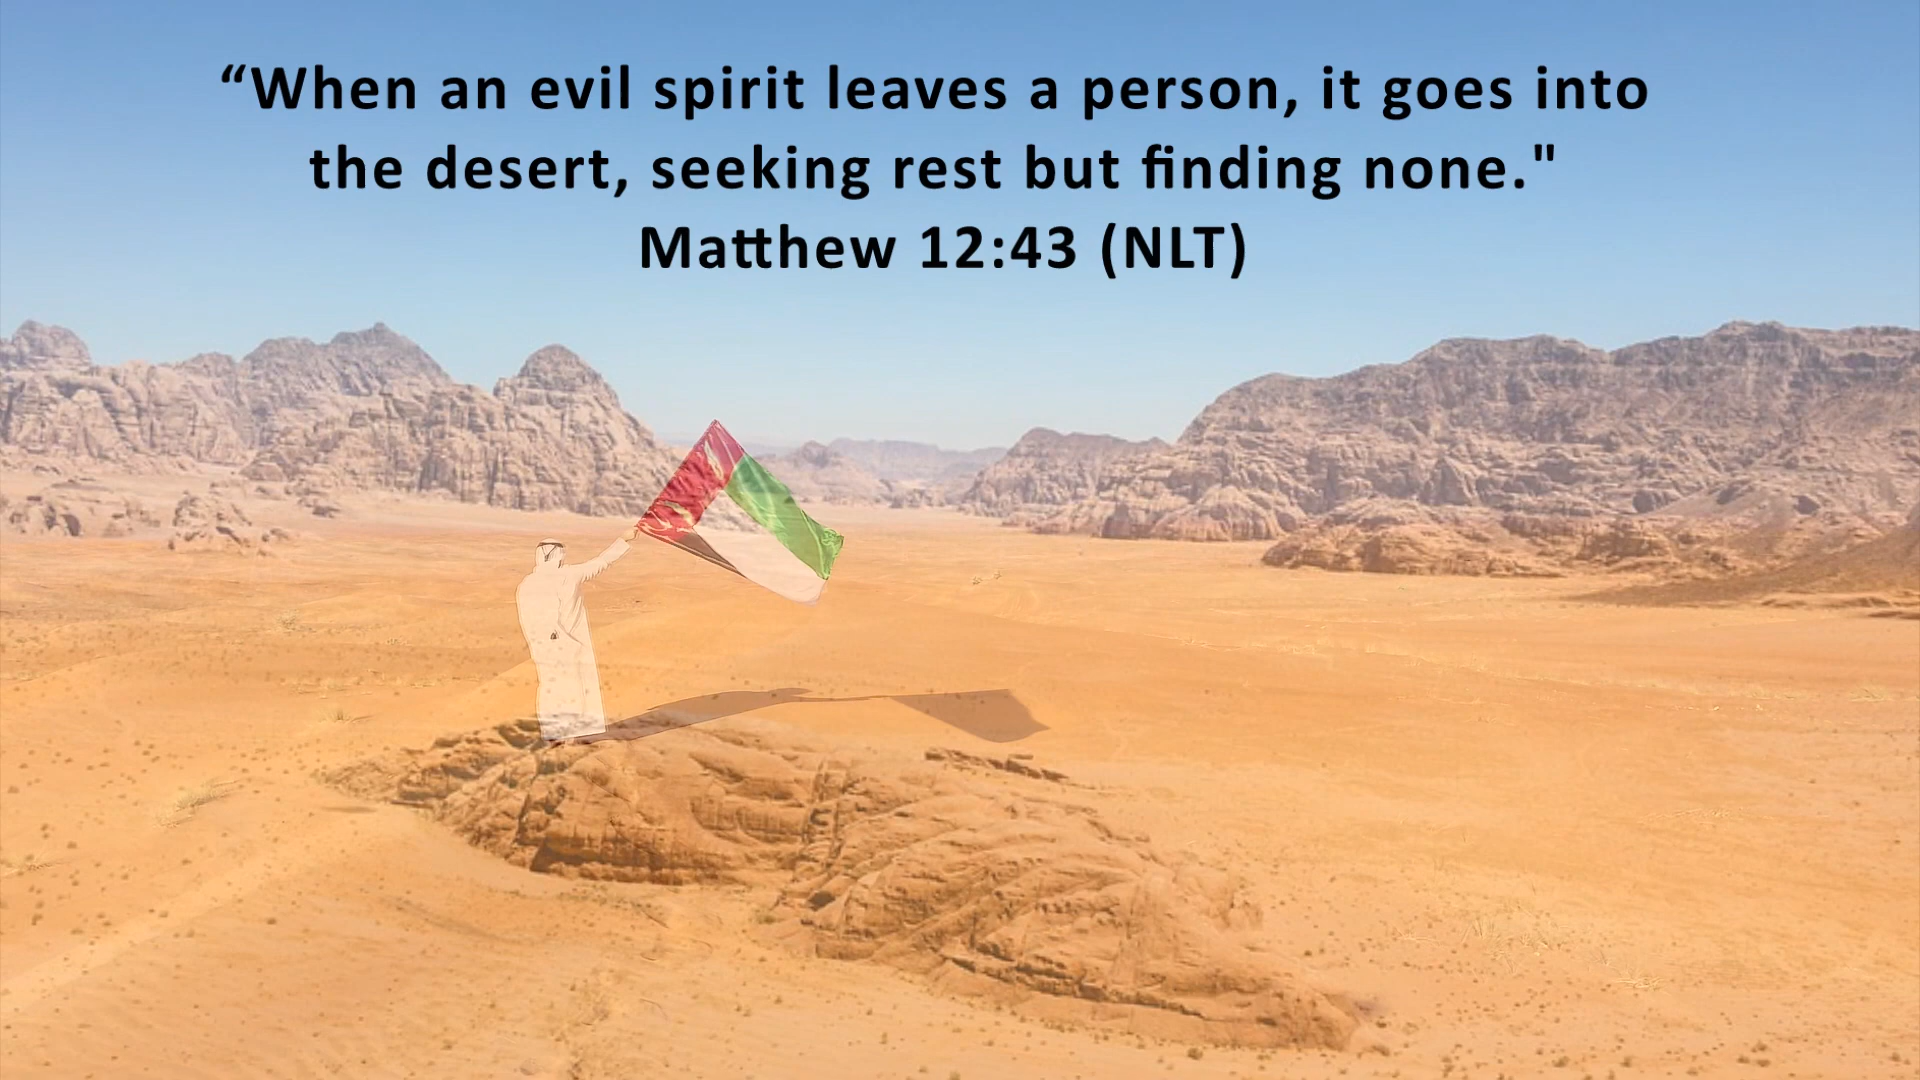 “When an evil spirit leaves a person, it goes into
the desert, seeking rest but finding none."
Matthew 12:43 (NLT)